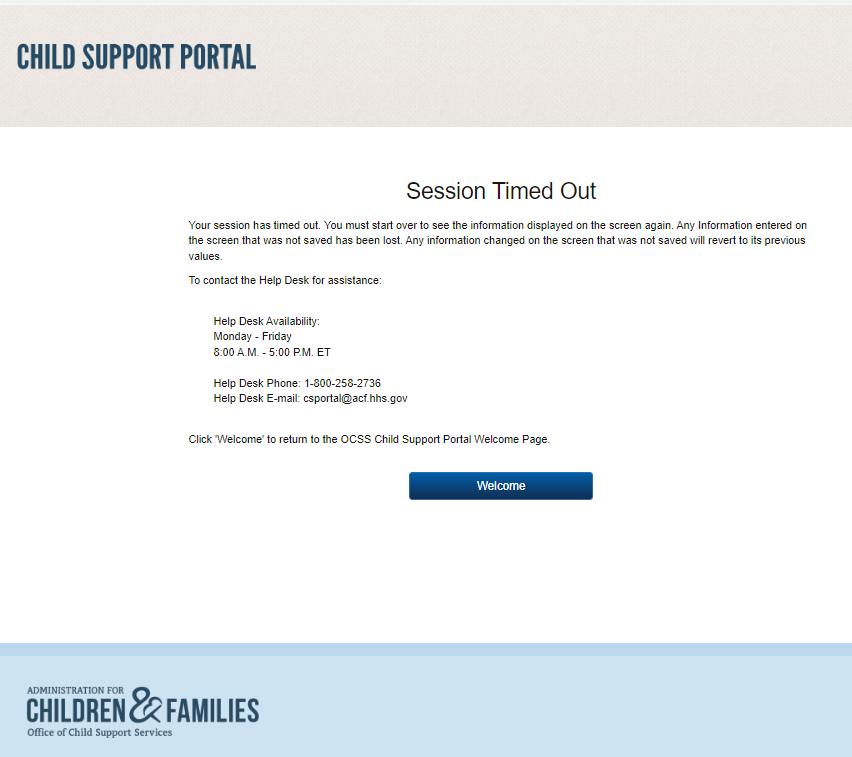 CHILD SUPPORT PORTAL
Session Timed Out
Your session has timed out. You must start over to see the information displayed on the screen again. Any Information entered on
the screen that was not saved has been lost. Any information changed on the screen that was not saved will revert to its previous
values.
To contact the Help Desk for assistance:
Help Desk Availability:
Monday - Friday
8:00 A.M. - 5:00 P.M. ET
Help Desk Phone: 1-800-258-2736
Help Desk E-mail: csportal@acf.hhs.gov
Click 'Welcome' to return to the OCSS Child Support Portal Welcome Page.
Welcome
ADMINISTRATION FOR
CHILDREN & FAMILIES
Office of Child Support Services